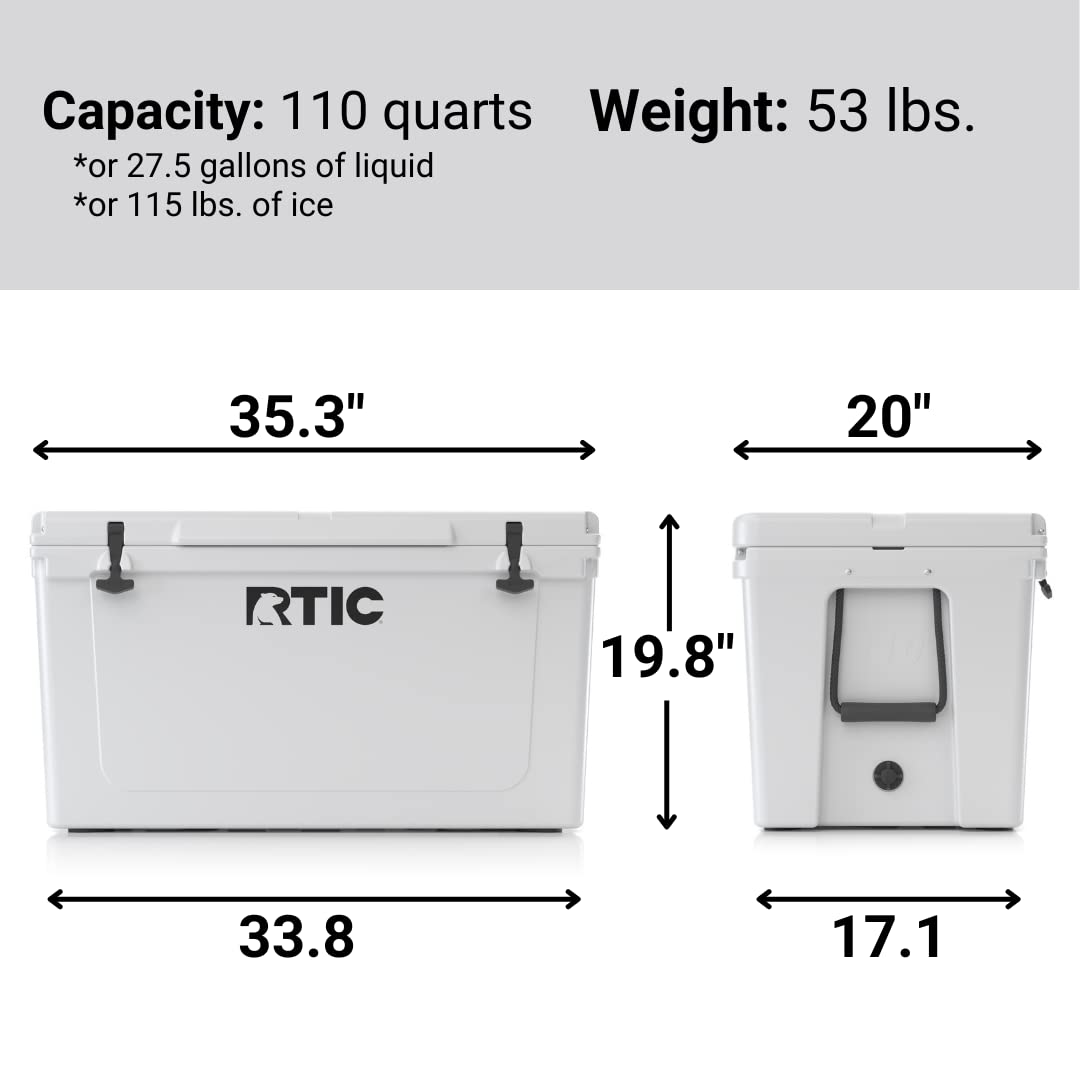 Capacity: 110 quarts
*or 27.5 gallons of liquid
*or 115 lbs. of ice
Weight: 53 lbs.
35.3"
20"
RTIC
19.8"
33.8
17.1